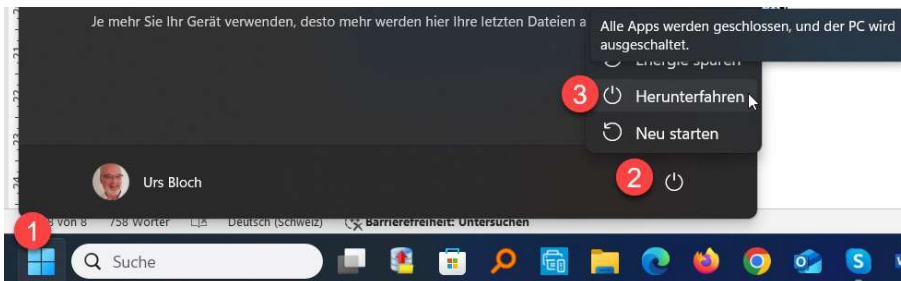 Je mehr Sie Ihr Gerät verwenden, desto mehr werden hier Ihre letzten Dateien a
Alle Apps werden geschlossen, und der PC wird
ausgeschaltet.
Energie sparen
3 Herunterfahren
Neu starten
Urs Bloch
2
1
von 8 758 Wörter Deutsch (Schweiz) Barrierefreiheit: Untersuchen
Suche